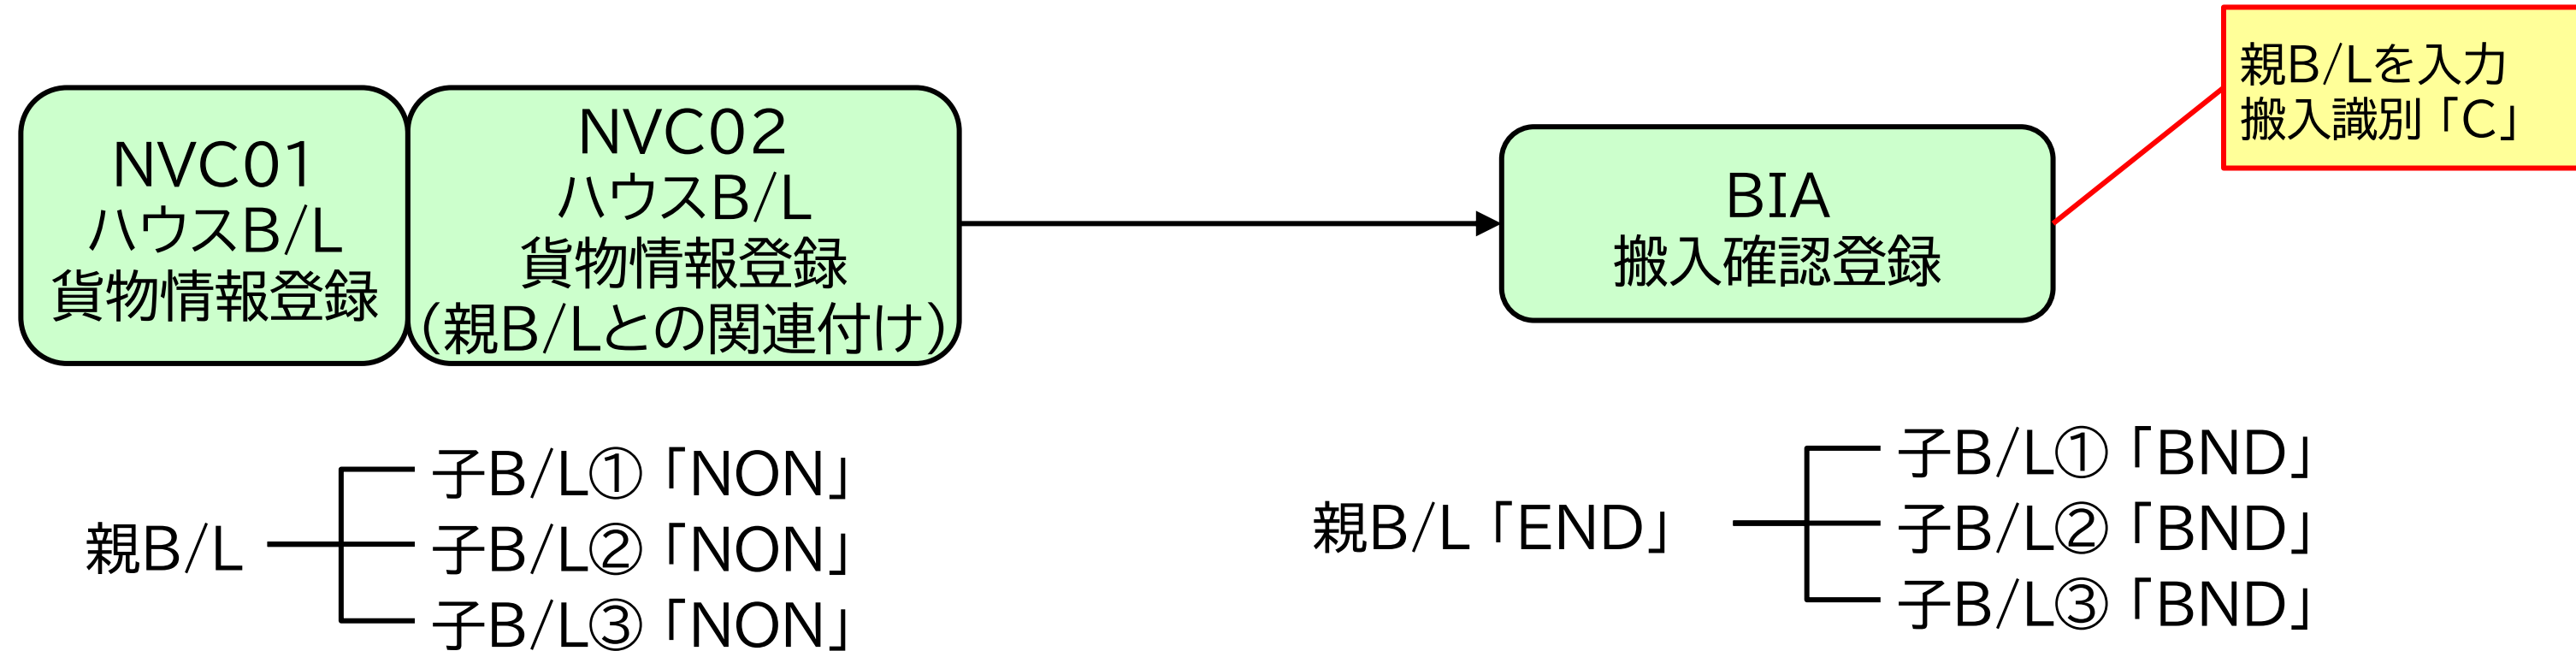 NVC01
ハウスB/L
貨物情報登録
NVC02
ハウスB/L
貨物情報登録
(親B/Lとの関連付け)
BIA
搬入確認登録
親B/Lを入力
搬入識別「C」
親B/L
子B/L①「NON」
子B/L②「NON」
子B/L③「NON」
親B/L「END」
子B/L①「BND」
子B/L②「BND」
子B/L③「BND」